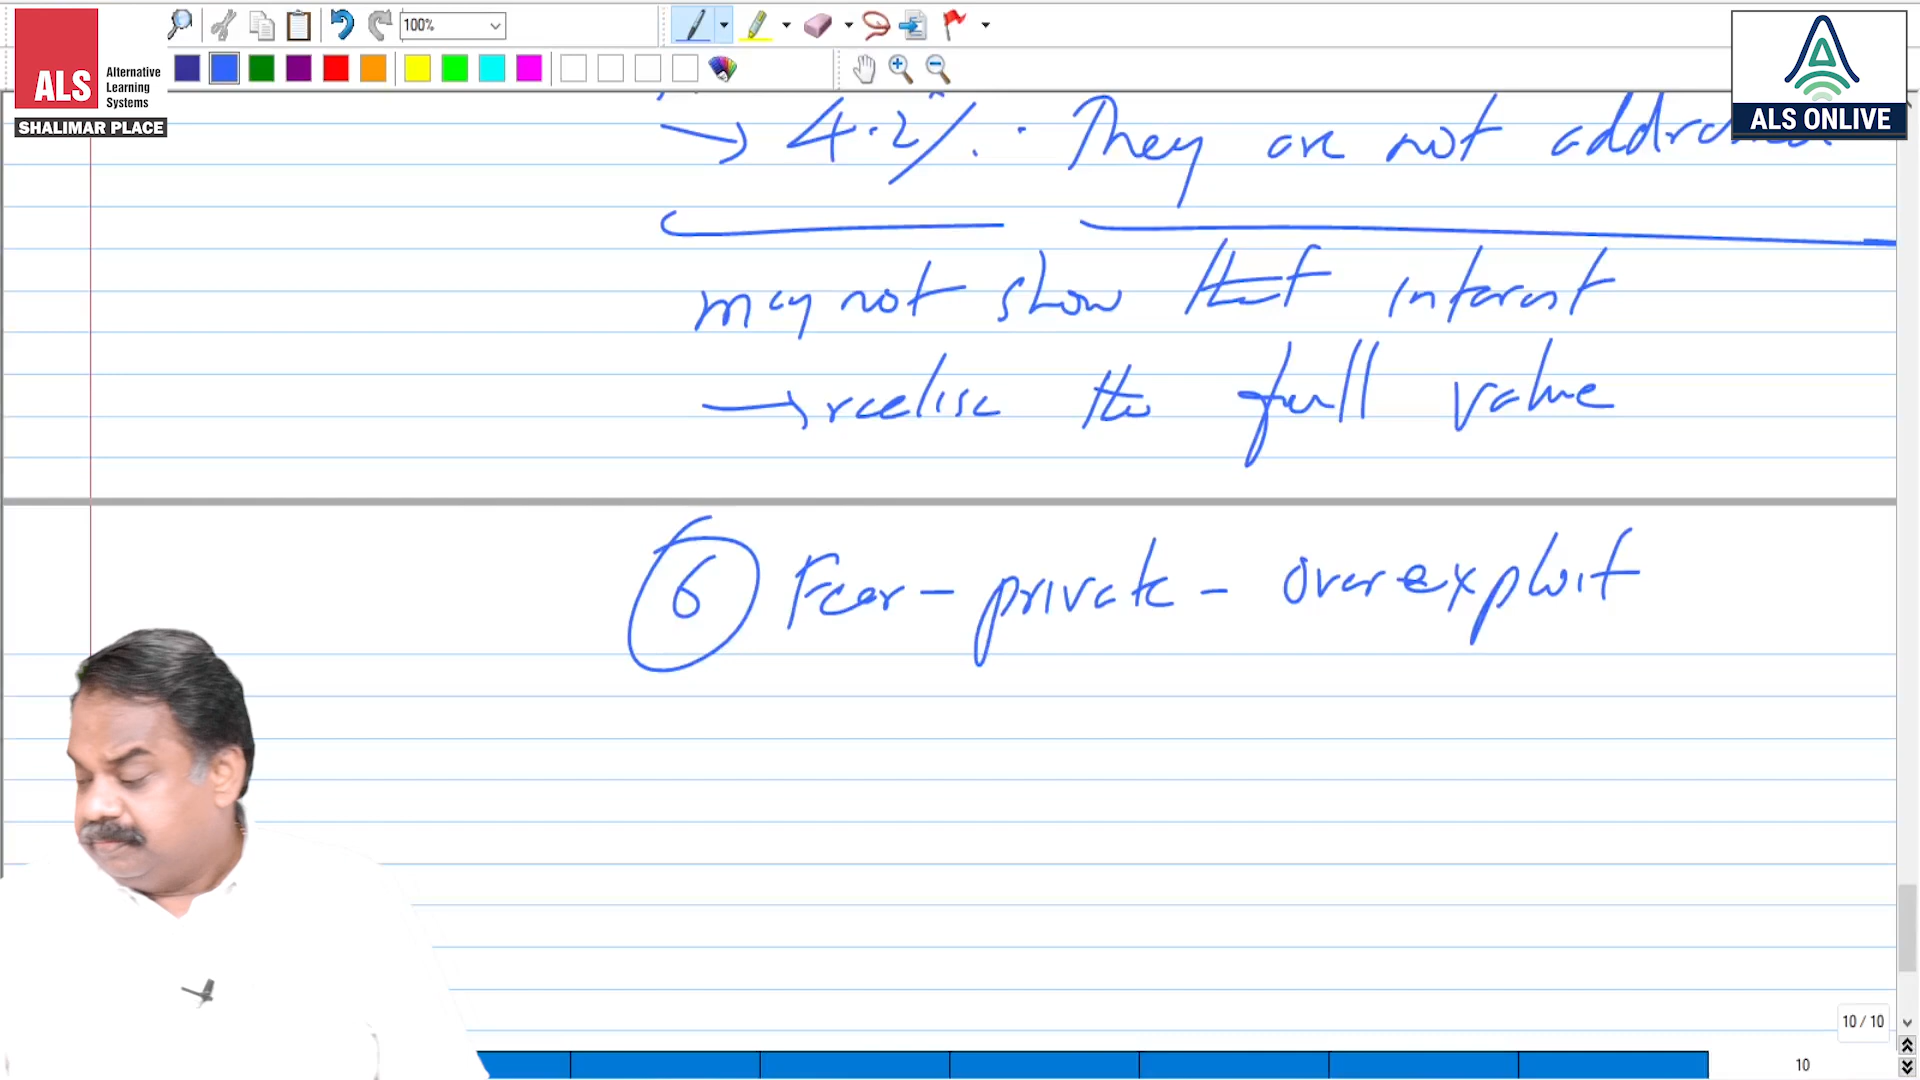 100%
ALS
Alternative
Learning
Systems
SHALIMAR PLACE
ALS ONLIVE
→ 4.2%. They are not
may not show that interest
→ realise the full value
6 Fear - private - overexploit
10 / 10
10